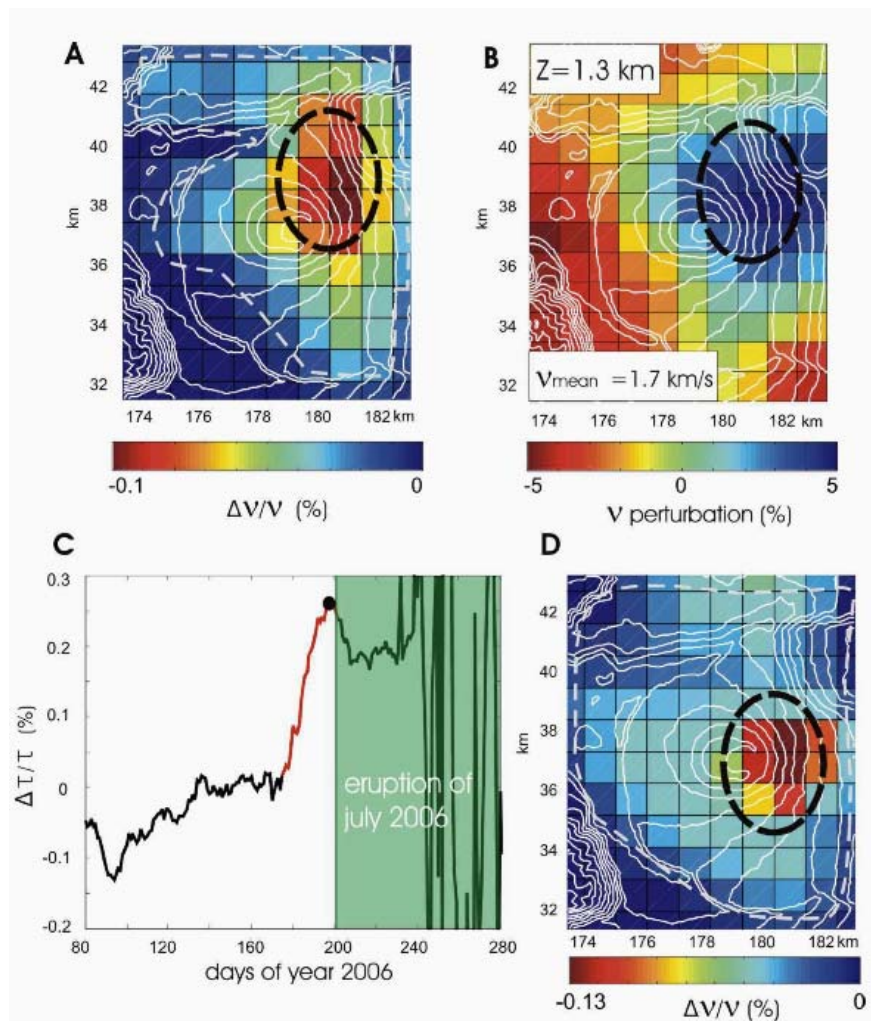 A
42
40
38
36
34
32
km
174 176 178 180 182 km
-0.1 0
Δν/ν (%)
B
Z=1.3 km
42
40
38
36
34
32
km
νmean =1.7 km/s
174 176 178 180 182 km
-5 0 5
ν perturbation (%)
C
0.3
0.2
0.1
0
-0.1
-0.2
Δτ/τ (%)
eruption of
july 2006
80 120 160 200 240 280
days of year 2006
D
42
40
38
36
34
32
km
174 176 178 180 182 km
-0.13 0
Δν/ν (%)